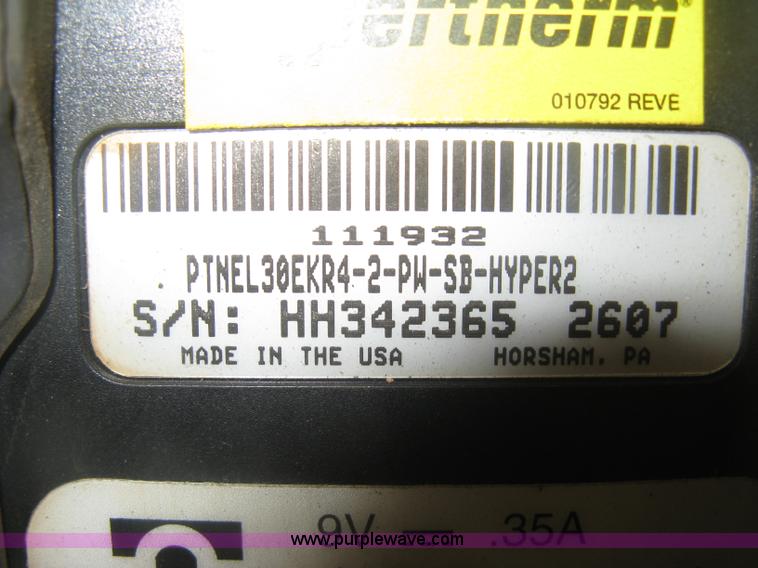 010792 REVE
111932
PTNEL30EKR4-2-PW-SB-HYPER2
S/N: HH342365 2607
MADE IN THE USA HORSHAM, PA
9V .35A
www.purplewave.com